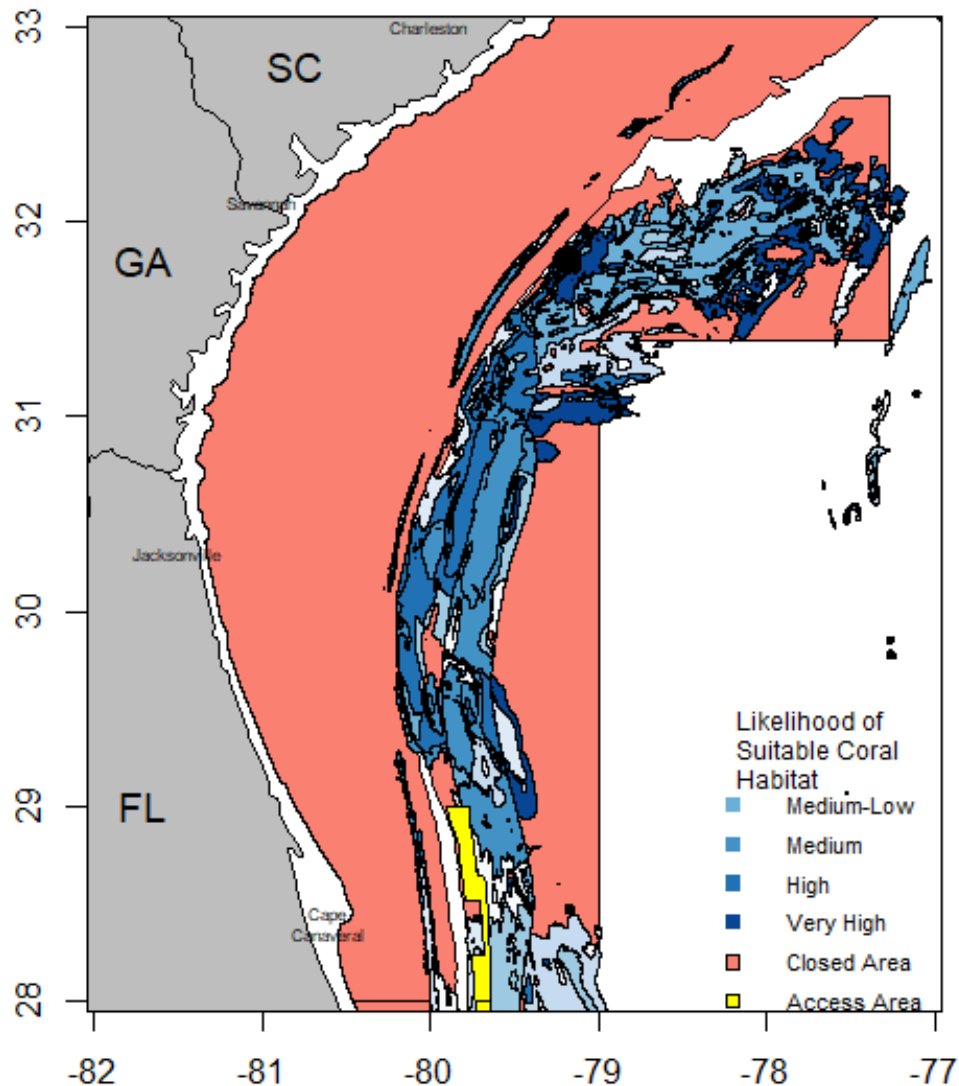 33
32
31
30
29
28
-82
-81
-80
-79
-78
-77
Charleston
SC
Savannah
GA
Jacksonville
FL
Cape
Canaveral
Likelihood of
Suitable Coral
Habitat
Medium-Low
Medium
High
Very High
Closed Area
Access Area